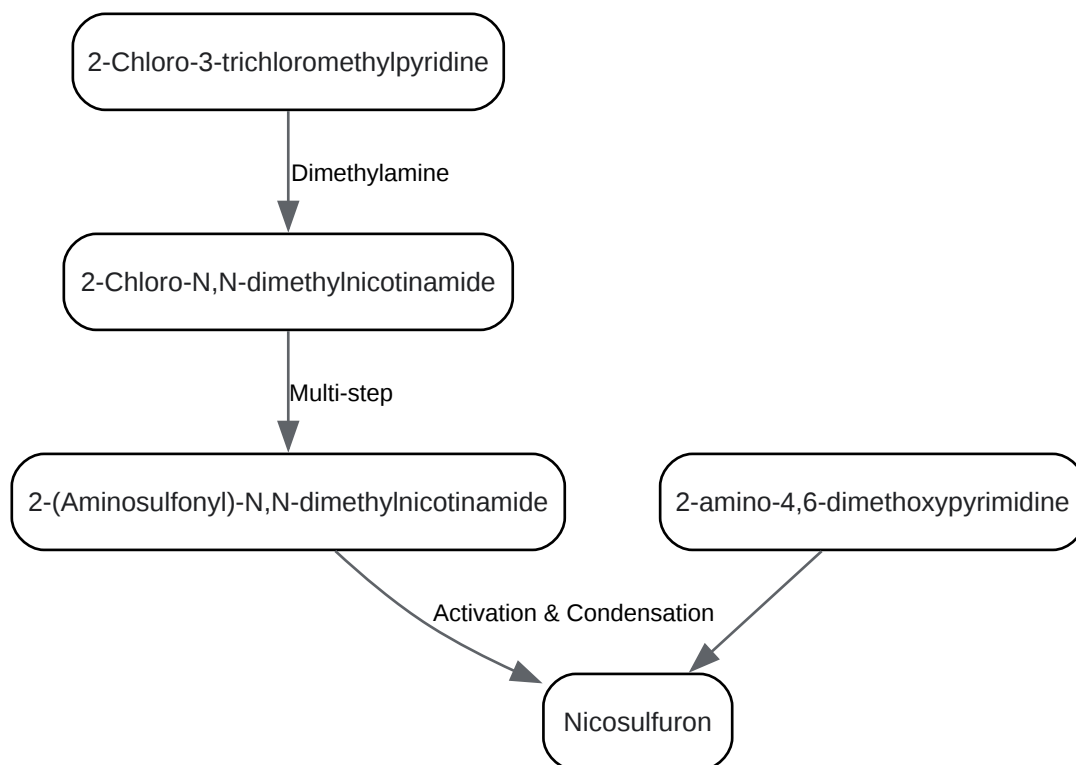 2-Chloro-3-trichloromethylpyridine
Dimethylamine
2-Chloro-N,N-dimethylnicotinamide
Multi-step
2-(Aminosulfonyl)-N,N-dimethylnicotinamide
2-amino-4,6-dimethoxypyrimidine
Activation & Condensation
Nicosulfuron